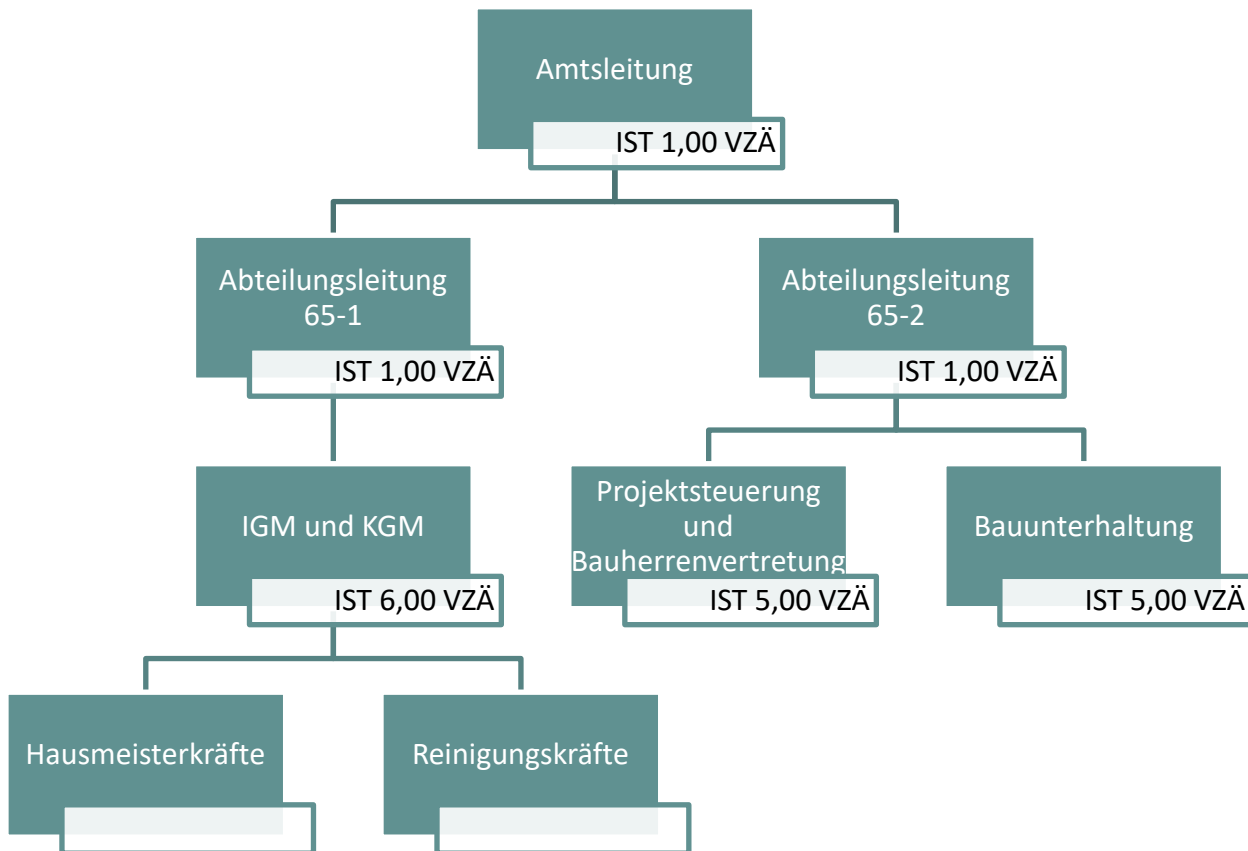 Amtsleitung
IST 1,00 VZÄ
Abteilungsleitung
65-1
IST 1,00 VZÄ
Abteilungsleitung
65-2
IST 1,00 VZÄ
IGM und KGM
IST 6,00 VZÄ
Projektsteuerung
und
Bauherrenvertretung
IST 5,00 VZÄ
Bauunterhaltung
IST 5,00 VZÄ
Hausmeisterkräfte
Reinigungskräfte